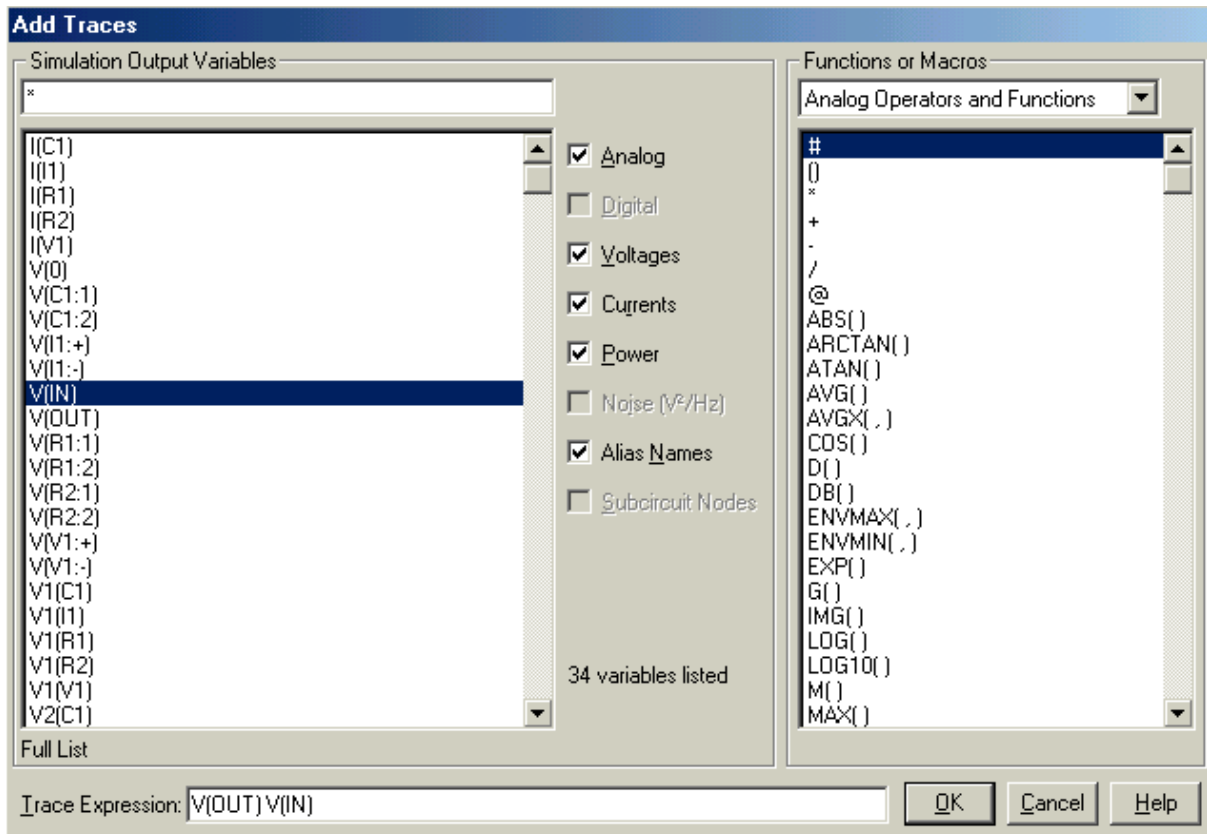 Add Traces
Simulation Output Variables
*
I(C1)
I(I1)
I(R1)
I(R2)
I(V1)
V(0)
V(C1:1)
V(C1:2)
V(I1:+)
V(I1:-)
V(IN)
V(OUT)
V(R1:1)
V(R1:2)
V(R2:1)
V(R2:2)
V(V1:+)
V(V1:-)
V1(C1)
V1(I1)
V1(R1)
V1(R2)
V1(V1)
V2(C1)
Full List
Analog
Digital
Voltages
Currents
Power
Noise (V²/Hz)
Alias Names
Subcircuit Nodes
34 variables listed
Functions or Macros
Analog Operators and Functions
#
()
*
+
-
/
@
ABS( )
ARCTAN( )
ATAN( )
AVG( )
AVGX( , )
COS( )
D( )
DB( )
ENVMAX( , )
ENVMIN( , )
EXP( )
G( )
IMG( )
LOG( )
LOG10( )
M( )
MAX( )
Trace Expression: V(OUT) V(IN)
OK
Cancel
Help